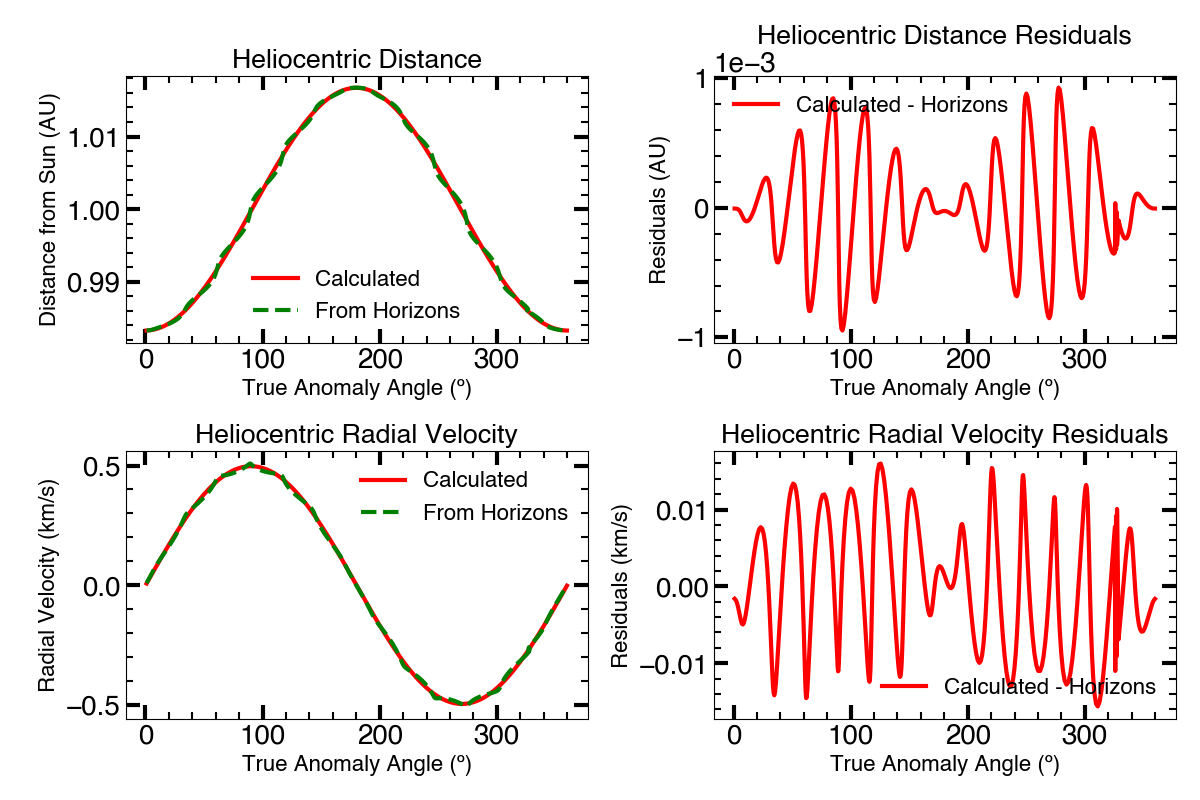 Heliocentric Distance
Distance from Sun (AU)
1.01
1.00
0.99
Calculated
From Horizons
0 100 200 300
True Anomaly Angle (º)
Heliocentric Distance Residuals
1e−3
Residuals (AU)
1
0
−1
Calculated - Horizons
0 100 200 300
True Anomaly Angle (º)
Heliocentric Radial Velocity
Radial Velocity (km/s)
0.5
0.0
−0.5
Calculated
From Horizons
0 100 200 300
True Anomaly Angle (º)
Heliocentric Radial Velocity Residuals
Residuals (km/s)
0.01
0.00
−0.01
Calculated - Horizons
0 100 200 300
True Anomaly Angle (º)